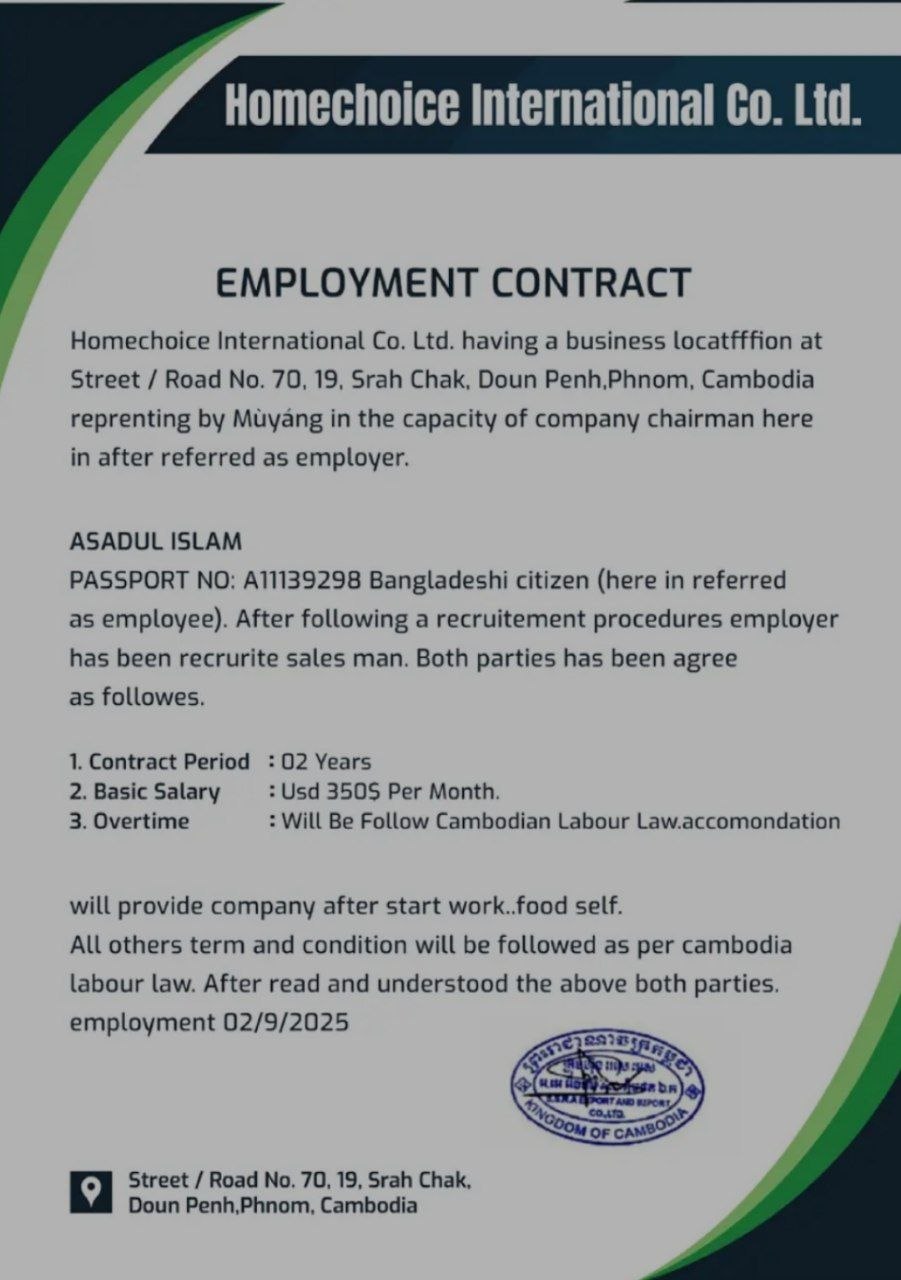 Homechoice International Co. Ltd.
EMPLOYMENT CONTRACT
Homechoice International Co. Ltd. having a business locatfffion at
Street / Road No. 70, 19, Srah Chak, Doun Penh,Phnom, Cambodia
reprenting by Mùyáng in the capacity of company chairman here
in after referred as employer.
ASADUL ISLAM
PASSPORT NO: A11139298 Bangladeshi citizen (here in referred
as employee). After following a recruitement procedures employer
has been recrurite sales man. Both parties has been agree
as followes.
1. Contract Period : 02 Years
2. Basic Salary : Usd 350$ Per Month.
3. Overtime : Will Be Follow Cambodian Labour Law.accomondation
will provide company after start work..food self.
All others term and condition will be followed as per cambodia
labour law. After read and understood the above both parties.
employment 02/9/2025
CO.,LTD.
KINGDOM OF CAMBODIA
Street / Road No. 70, 19, Srah Chak,
Doun Penh,Phnom, Cambodia